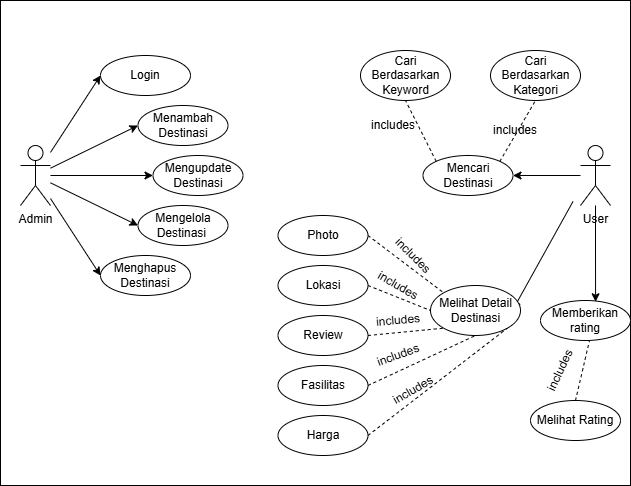 Login
Menambah
Destinasi
Mengupdate
Destinasi
Admin
Mengelola
Destinasi
Menghapus
Destinasi
Cari
Berdasarkan
Keyword
Cari
Berdasarkan
Kategori
includes
includes
Mencari
Destinasi
User
Photo
includes
Lokasi
includes
Melihat Detail
Destinasi
Review
includes
Fasilitas
includes
Harga
includes
Memberikan
rating
includes
Melihat Rating